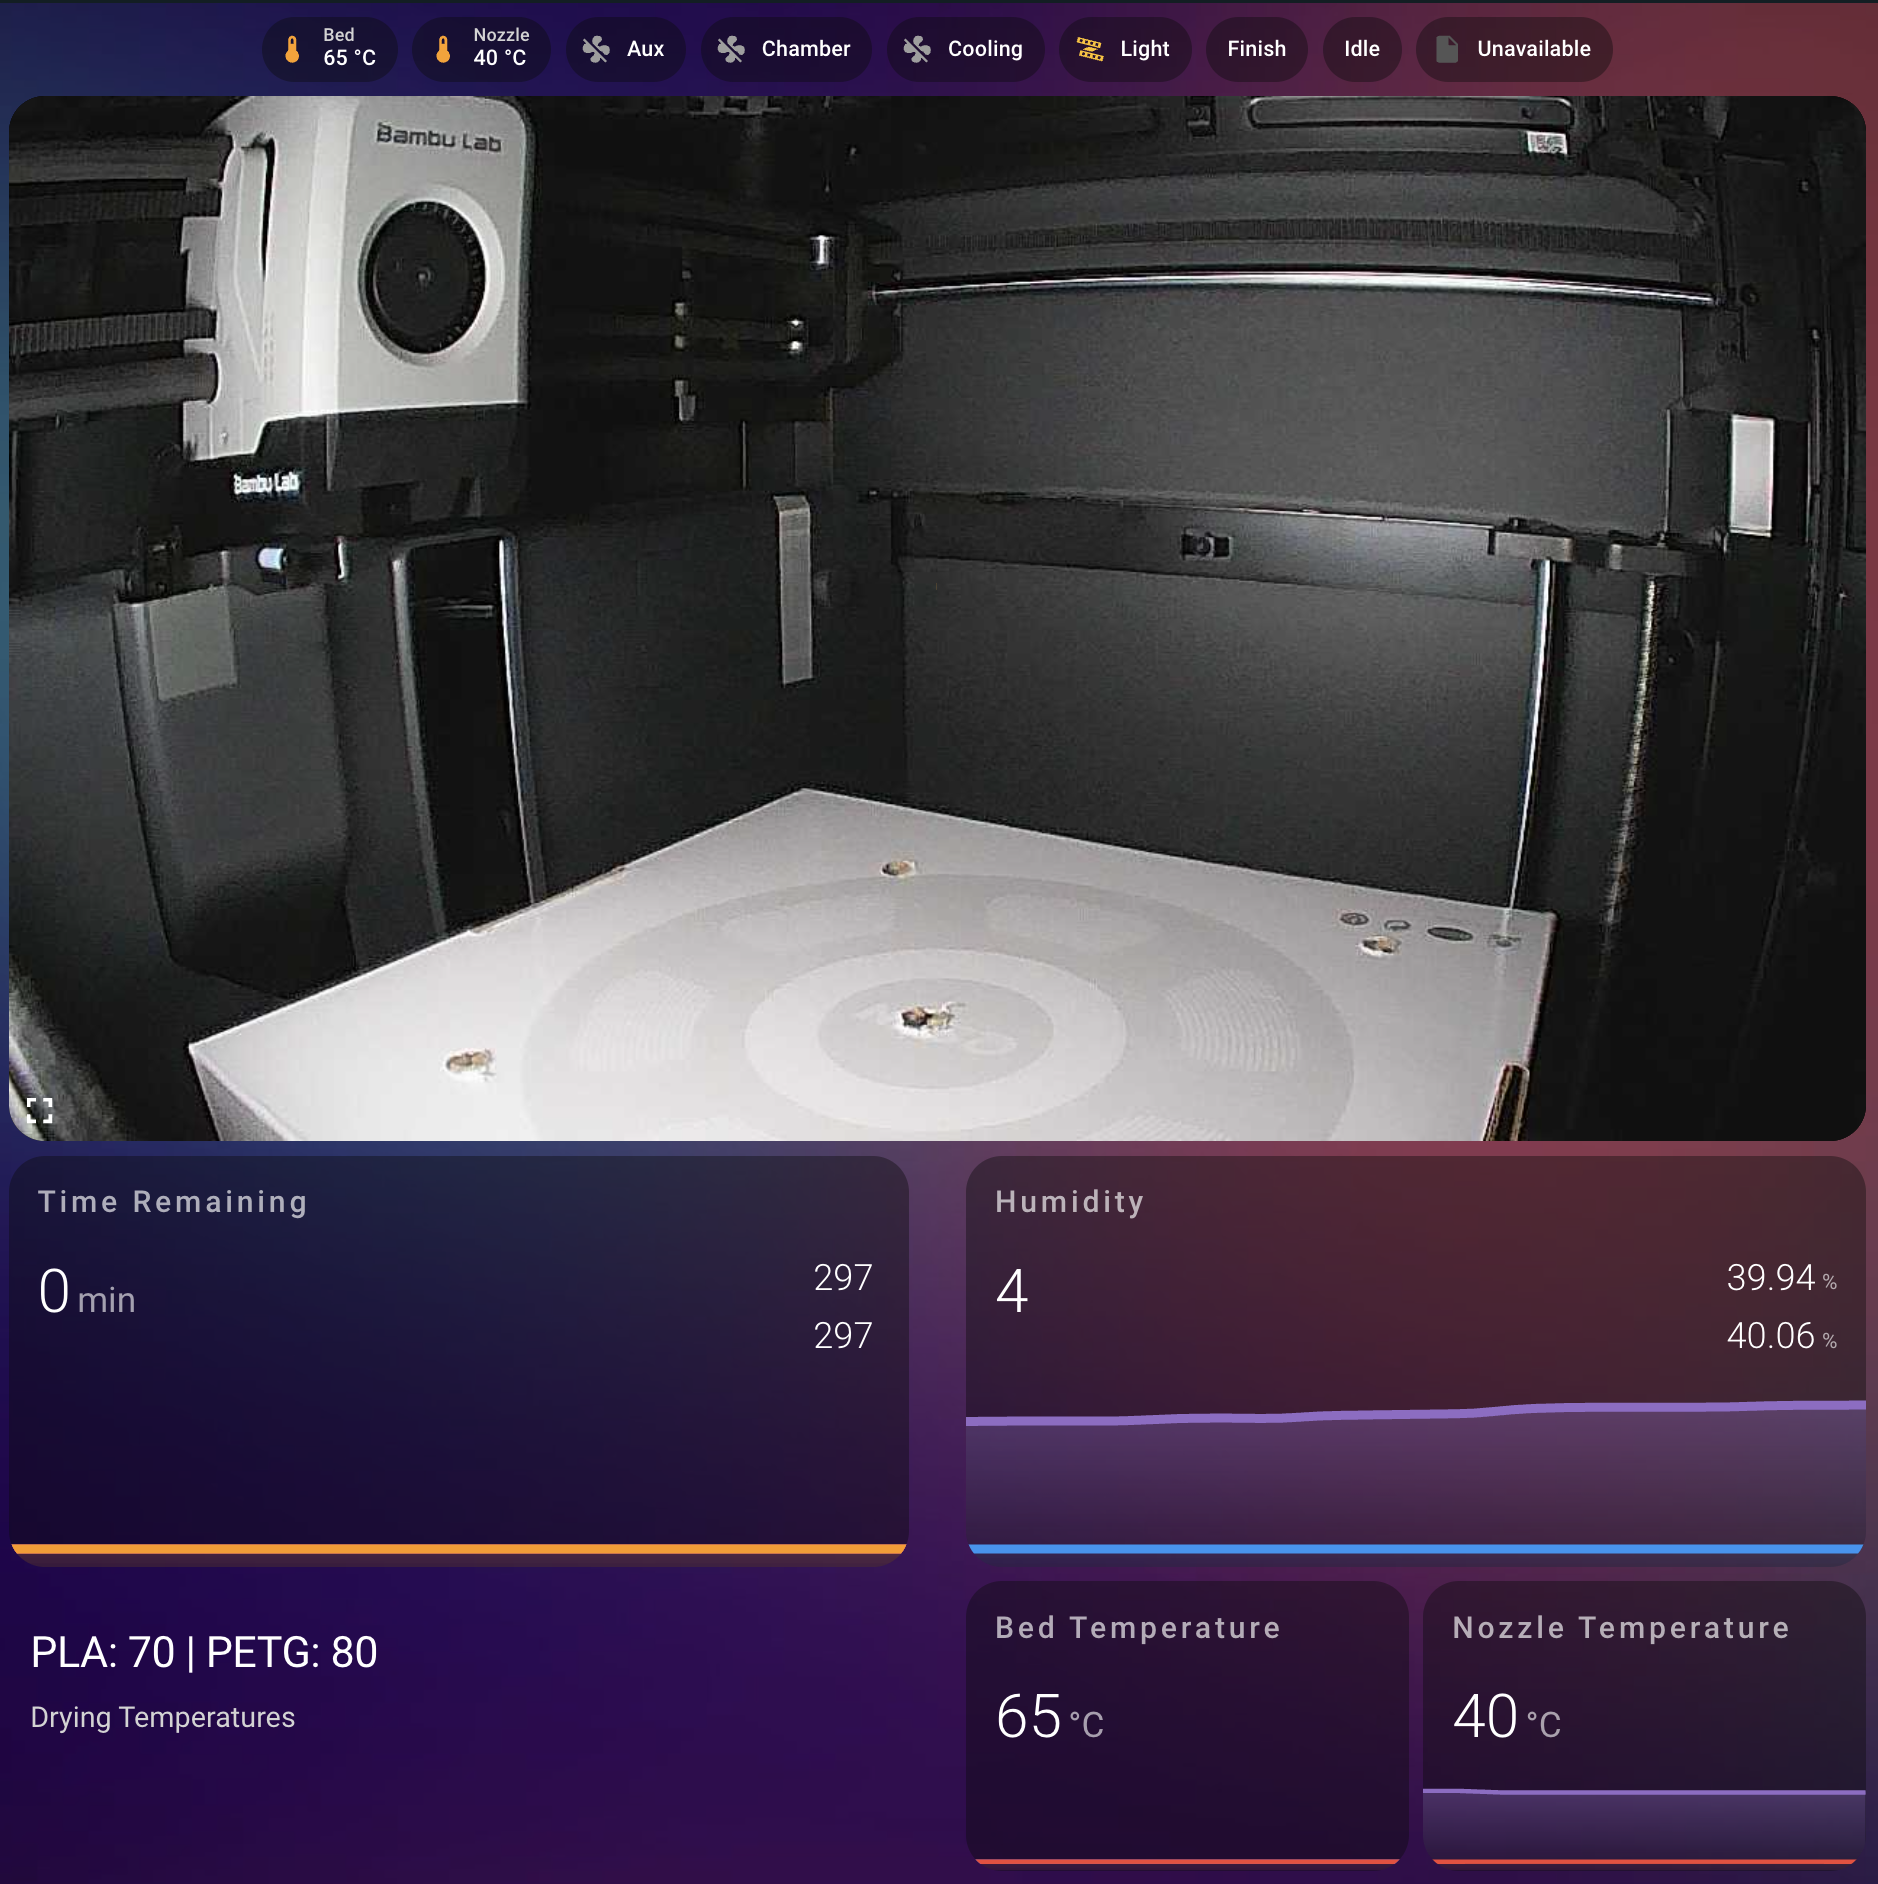 Bed
65 °C
Nozzle
40 °C
Aux
Chamber
Cooling
Light
Finish
Idle
Unavailable
Bambu Lab
Bambu Lab
Time Remaining
0 min
297
297
Humidity
4
39.94 %
40.06 %
PLA: 70 | PETG: 80
Drying Temperatures
Bed Temperature
65 °C
Nozzle Temperature
40 °C